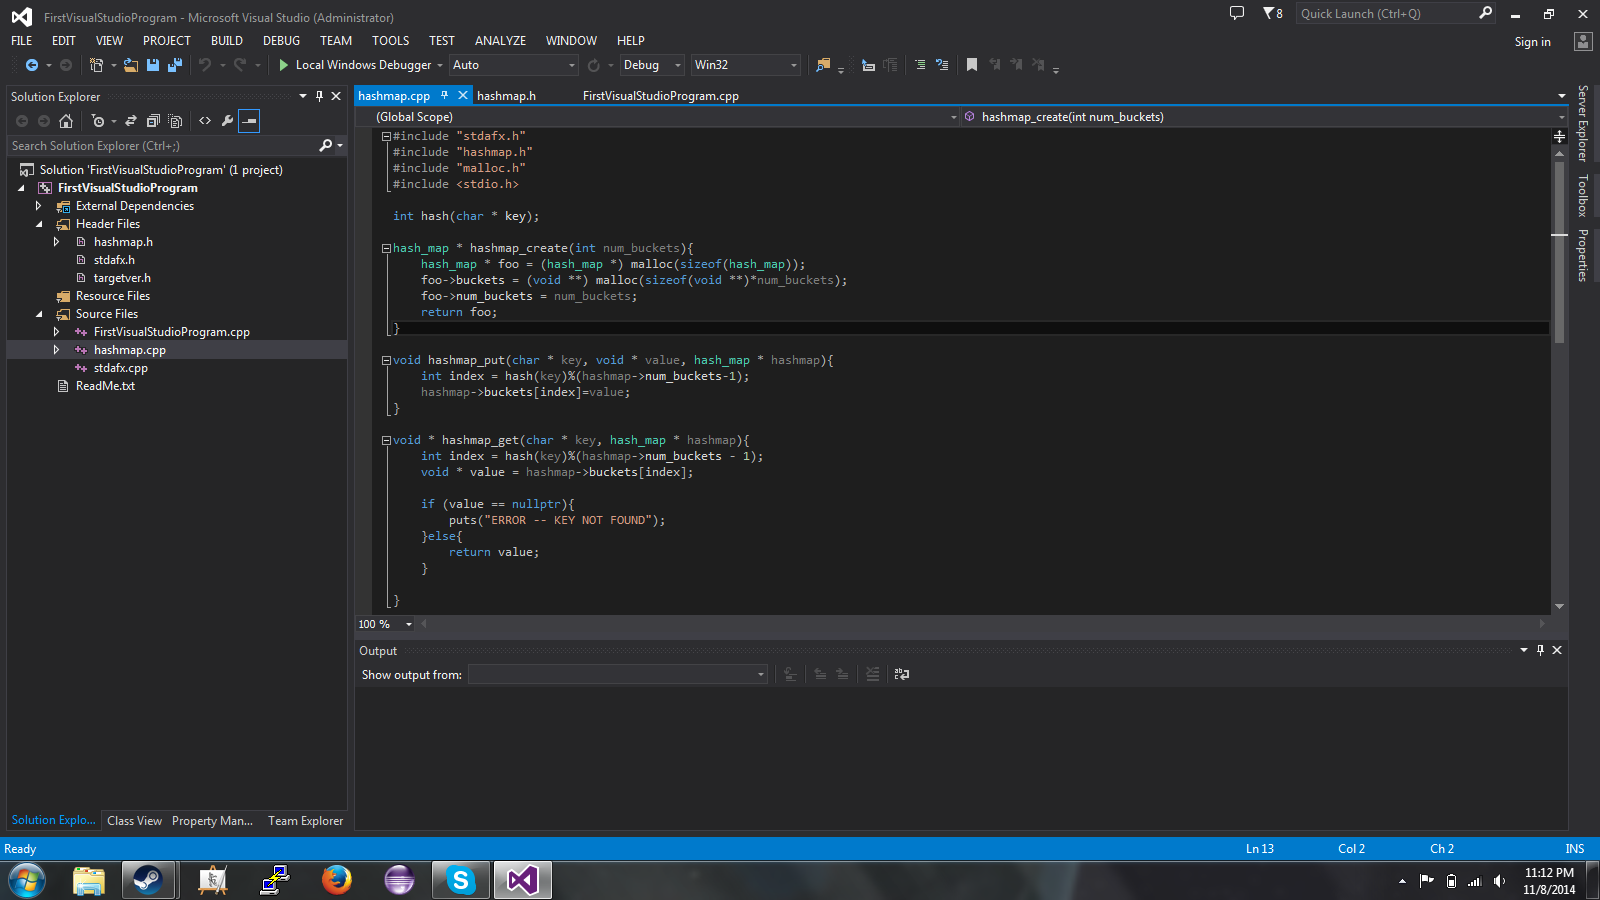 FirstVisualStudioProgram - Microsoft Visual Studio (Administrator)
8
Quick Launch (Ctrl+Q)
FILE EDIT VIEW PROJECT BUILD DEBUG TEAM TOOLS TEST ANALYZE WINDOW HELP
Sign in
Local Windows Debugger Auto Debug Win32
Solution Explorer
Search Solution Explorer (Ctrl+;)
Solution 'FirstVisualStudioProgram' (1 project)
FirstVisualStudioProgram
External Dependencies
Header Files
hashmap.h
stdafx.h
targetver.h
Resource Files
Source Files
FirstVisualStudioProgram.cpp
hashmap.cpp
stdafx.cpp
ReadMe.txt
Solution Explo... Class View Property Man... Team Explorer
hashmap.cpp hashmap.h FirstVisualStudioProgram.cpp
(Global Scope) hashmap_create(int num_buckets)
#include "stdafx.h"
#include "hashmap.h"
#include "malloc.h"
#include <stdio.h>
int hash(char * key);
hash_map * hashmap_create(int num_buckets){
hash_map * foo = (hash_map *) malloc(sizeof(hash_map));
foo->buckets = (void **) malloc(sizeof(void **)*num_buckets);
foo->num_buckets = num_buckets;
return foo;
}
void hashmap_put(char * key, void * value, hash_map * hashmap){
int index = hash(key)%(hashmap->num_buckets-1);
hashmap->buckets[index]=value;
}
void * hashmap_get(char * key, hash_map * hashmap){
int index = hash(key)%(hashmap->num_buckets - 1);
void * value = hashmap->buckets[index];
if (value == nullptr){
puts("ERROR -- KEY NOT FOUND");
}else{
return value;
}
}
100 %
Output
Show output from:
Server Explorer
Toolbox
Properties
Ready Ln 13 Col 2 Ch 2 INS
11:12 PM
11/8/2014